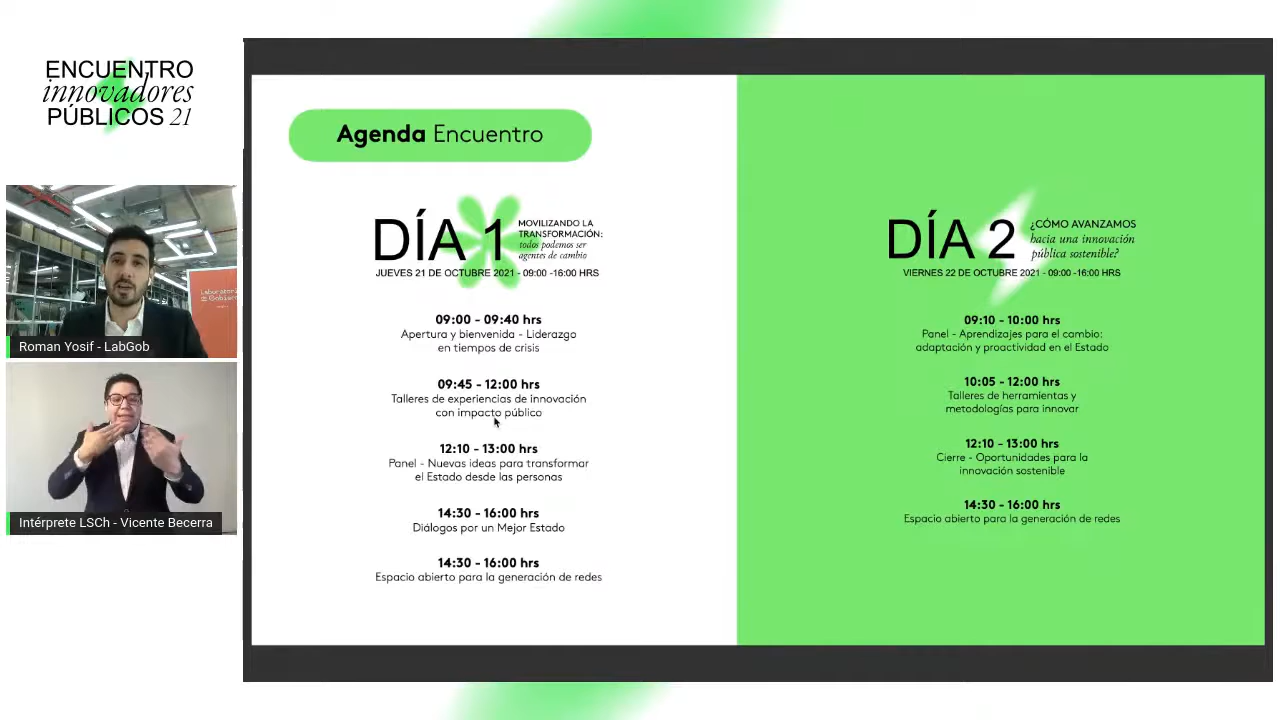 ENCUENTRO
innovadores
PÚBLICOS 21
Roman Yosif - LabGob
Intérprete LSCh - Vicente Becerra
Agenda Encuentro
DÍA 1
MOVILIZANDO LA
TRANSFORMACIÓN:
todos podemos ser
agentes de cambio
JUEVES 21 DE OCTUBRE 2021 - 09:00 -16:00 HRS
09:00 - 09:40 hrs
Apertura y bienvenida - Liderazgo
en tiempos de crisis
09:45 - 12:00 hrs
Talleres de experiencias de innovación
con impacto público
12:10 - 13:00 hrs
Panel - Nuevas ideas para transformar
el Estado desde las personas
14:30 - 16:00 hrs
Diálogos por un Mejor Estado
14:30 - 16:00 hrs
Espacio abierto para la generación de redes
DÍA 2
¿CÓMO AVANZAMOS
hacia una innovación
pública sostenible?
VIERNES 22 DE OCTUBRE 2021 - 09:00 -16:00 HRS
09:10 - 10:00 hrs
Panel - Aprendizajes para el cambio:
adaptación y proactividad en el Estado
10:05 - 12:00 hrs
Talleres de herramientas y
metodologías para innovar
12:10 - 13:00 hrs
Cierre - Oportunidades para la
innovación sostenible
14:30 - 16:00 hrs
Espacio abierto para la generación de redes